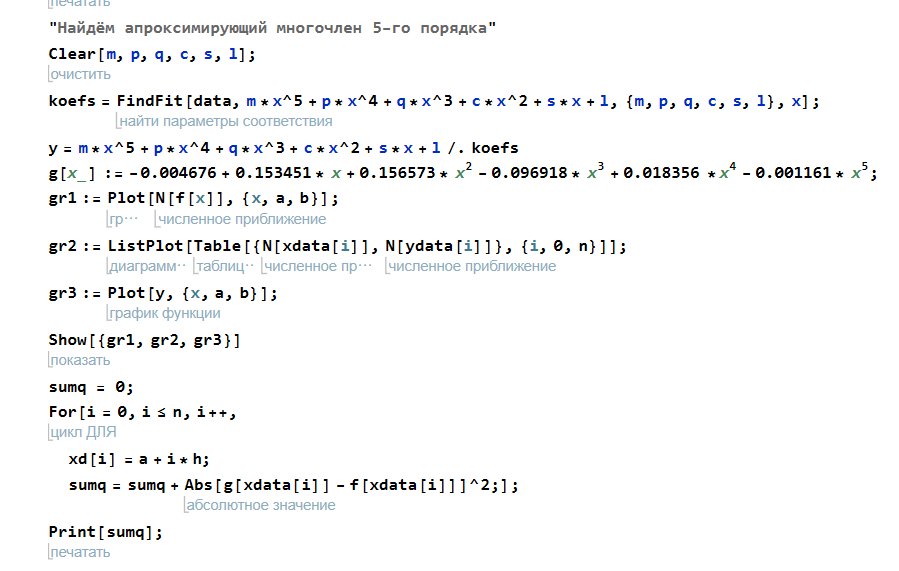 печатать
"Найдём апроксимирующий многочлен 5-го порядка"
Clear[m, p, q, c, s, l];
очистить
koefs = FindFit[data, m*x^5+p*x^4+q*x^3+c*x^2+s*x+l, {m, p, q, c, s, l}, x];
найти параметры соответствия
y = m*x^5+p*x^4+q*x^3+c*x^2+s*x+l /. koefs
g[x_] := -0.004676 + 0.153451* x + 0.156573* x² - 0.096918* x³ + 0.018356 *x⁴ - 0.001161* x⁵;
gr1 := Plot[N[f[x]], {x, a, b}];
гр··· численное приближение
gr2 := ListPlot[Table[{N[xdata[i]], N[ydata[i]]}, {i, 0, n}]];
диаграмм·· таблиц·· численное пр··· численное приближение
gr3 := Plot[y, {x, a, b}];
график функции
Show[{gr1, gr2, gr3}]
показать
sumq = 0;
For[i = 0, i ≤ n, i++,
цикл ДЛЯ
xd[i] = a + i*h;
sumq = sumq + Abs[g[xdata[i]] - f[xdata[i]]]^2;];
абсолютное значение
Print[sumq];
печатать